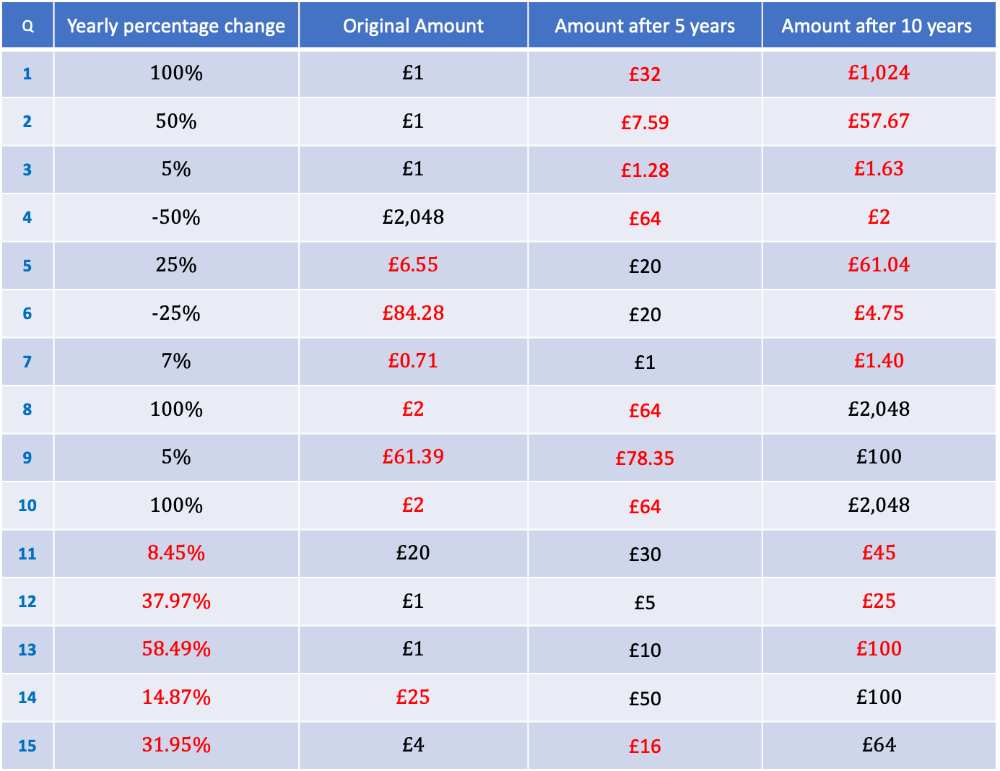 Q Yearly percentage change Original Amount Amount after 5 years Amount after 10 years
1 100% £1 £32 £1,024
2 50% £1 £7.59 £57.67
3 5% £1 £1.28 £1.63
4 -50% £2,048 £64 £2
5 25% £6.55 £20 £61.04
6 -25% £84.28 £20 £4.75
7 7% £0.71 £1 £1.40
8 100% £2 £64 £2,048
9 5% £61.39 £78.35 £100
10 100% £2 £64 £2,048
11 8.45% £20 £30 £45
12 37.97% £1 £5 £25
13 58.49% £1 £10 £100
14 14.87% £25 £50 £100
15 31.95% £4 £16 £64